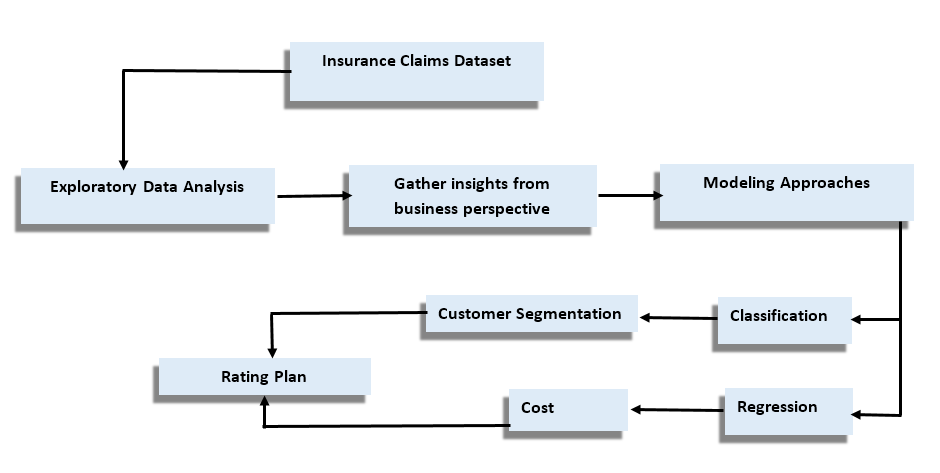 Insurance Claims Dataset
Exploratory Data Analysis
Gather insights from
business perspective
Modeling Approaches
Customer Segmentation
Classification
Rating Plan
Cost
Regression